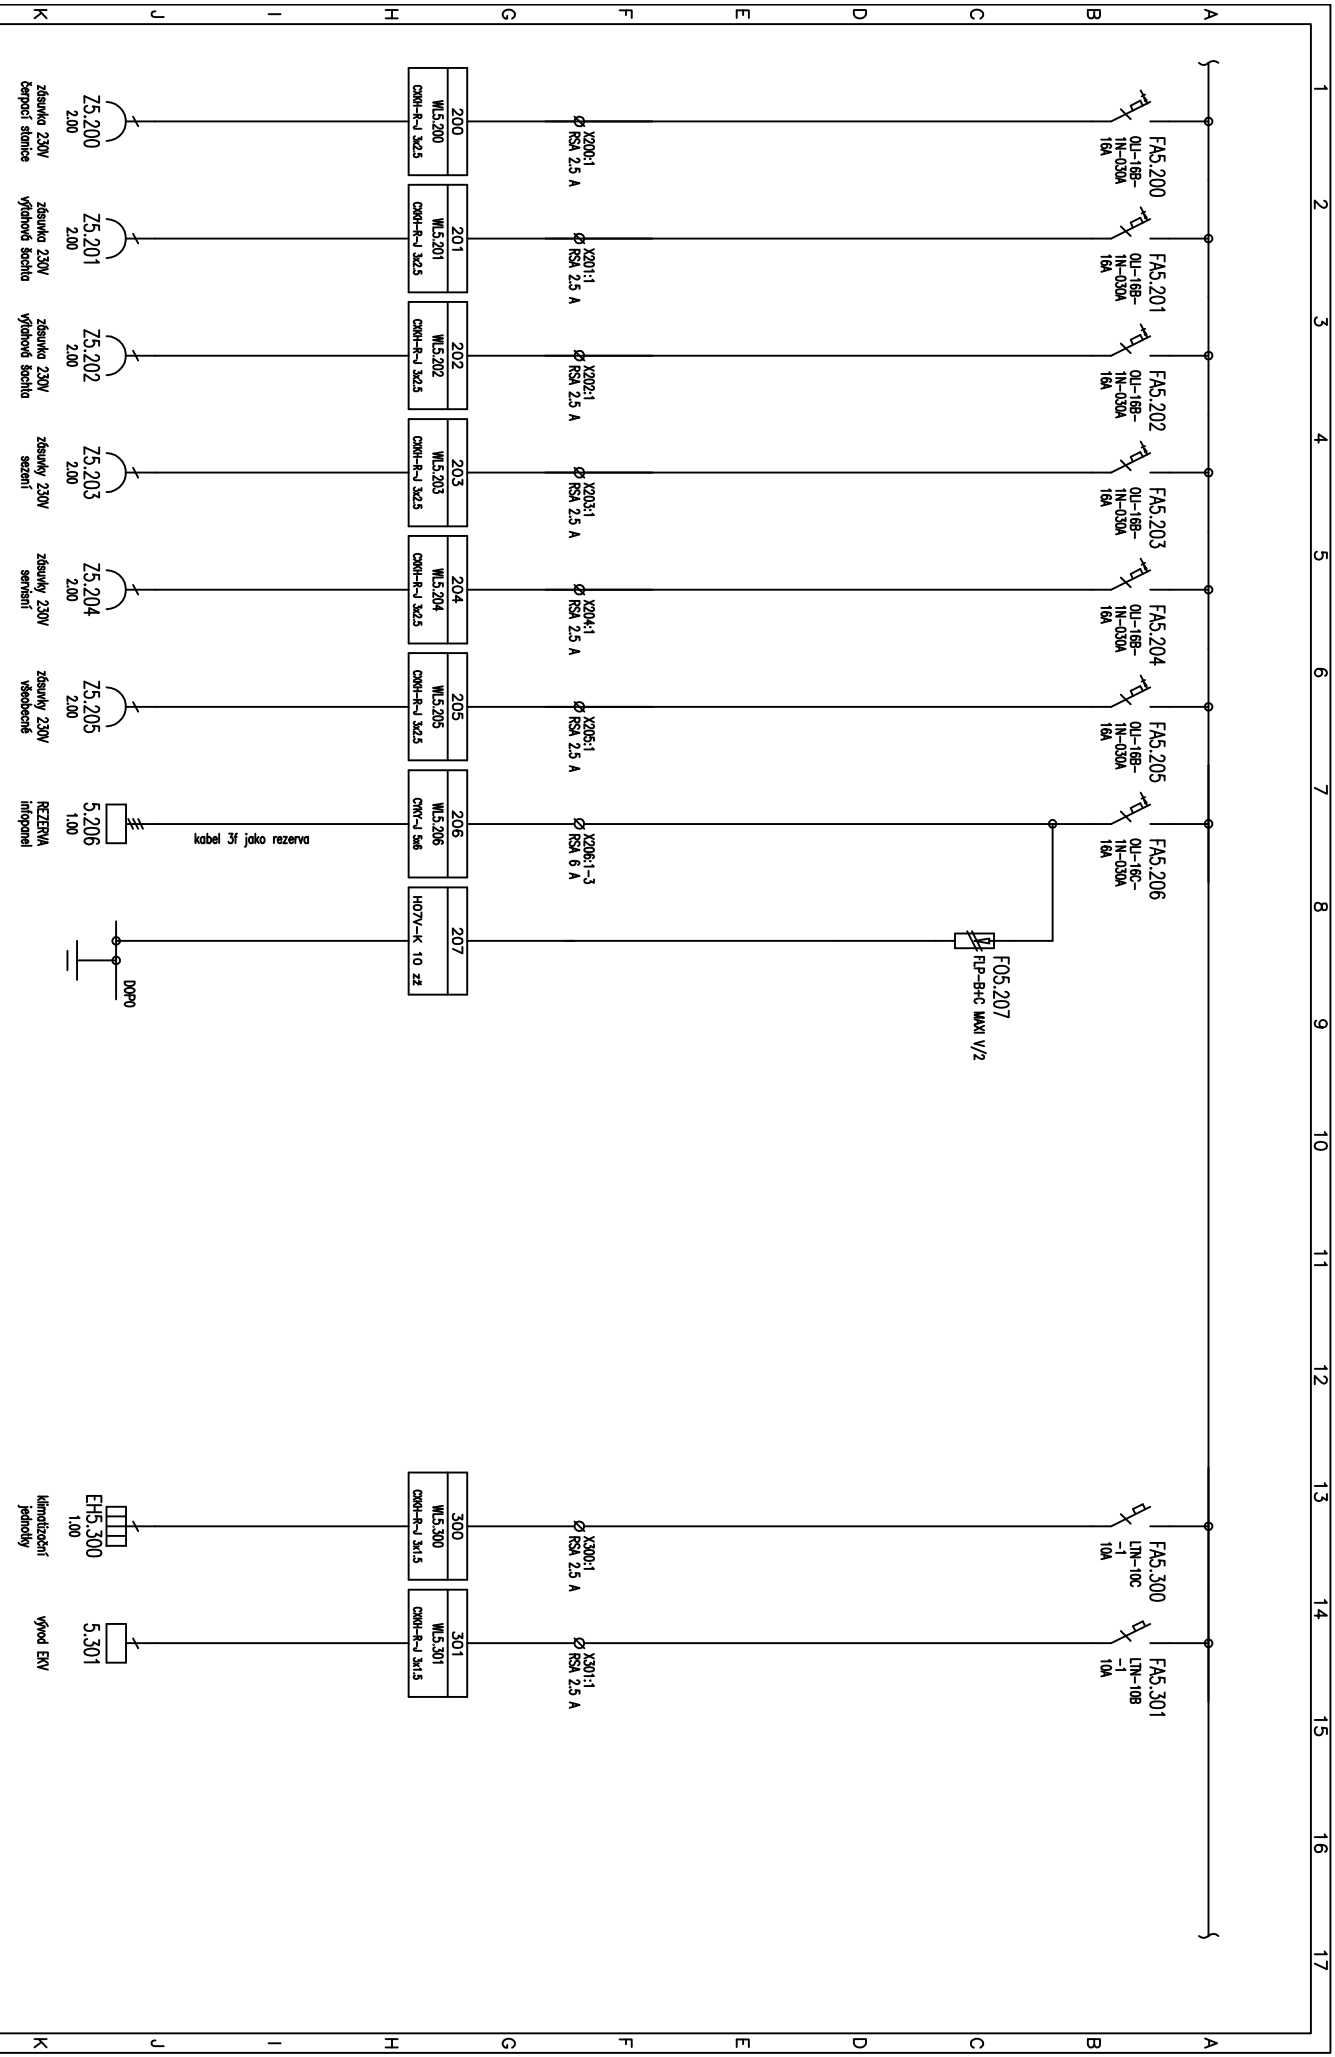 1 2 3 4 5 6 7 8 9 10 11 12 13 14 15 16 17
A
A
B
B
C
C
D
D
E
E
F
F
G
G
H
H
I
I
J
J
K
K
FA5.200
OLI-16B-
1N-030A
16A
FA5.201
OLI-16B-
1N-030A
16A
FA5.202
OLI-16B-
1N-030A
16A
FA5.203
OLI-16B-
1N-030A
16A
FA5.204
OLI-16B-
1N-030A
16A
FA5.205
OLI-16B-
1N-030A
16A
FA5.206
OLI-16C-
1N-030A
16A
FO5.207
FLP-B+C MAXI V/2
FA5.300
LTN-10C
-1
10A
FA5.301
LTN-10B
-1
10A
X200:1
RSA 2.5 A
X201:1
RSA 2.5 A
X202:1
RSA 2.5 A
X203:1
RSA 2.5 A
X204:1
RSA 2.5 A
X205:1
RSA 2.5 A
X206:1-3
RSA 6 A
X300:1
RSA 2.5 A
X301:1
RSA 2.5 A
200
WL5.200
CXKH-R-J 3x2.5
201
WL5.201
CXKH-R-J 3x2.5
202
WL5.202
CXKH-R-J 3x2.5
203
WL5.203
CXKH-R-J 3x2.5
204
WL5.204
CXKH-R-J 3x2.5
205
WL5.205
CXKH-R-J 3x2.5
206
WL5.206
CYKY-J 5x6
207
H07V-K 10 zž
300
WL5.300
CXKH-R-J 3x1.5
301
WL5.301
CXKH-R-J 3x1.5
kabel 3f jako rezerva
DOPO
Z5.200
2.00
zásuvka 230V
čerpací stanice
Z5.201
2.00
zásuvka 230V
výtahová šachta
Z5.202
2.00
zásuvka 230V
výtahová šachta
Z5.203
2.00
zásuvky 230V
sezení
Z5.204
2.00
zásuvky 230V
servisní
Z5.205
2.00
zásuvky 230V
všeobecné
5.206
1.00
REZERVA
infopanel
EH5.300
1.00
klimatizační
jednotky
5.301
vývod EKV